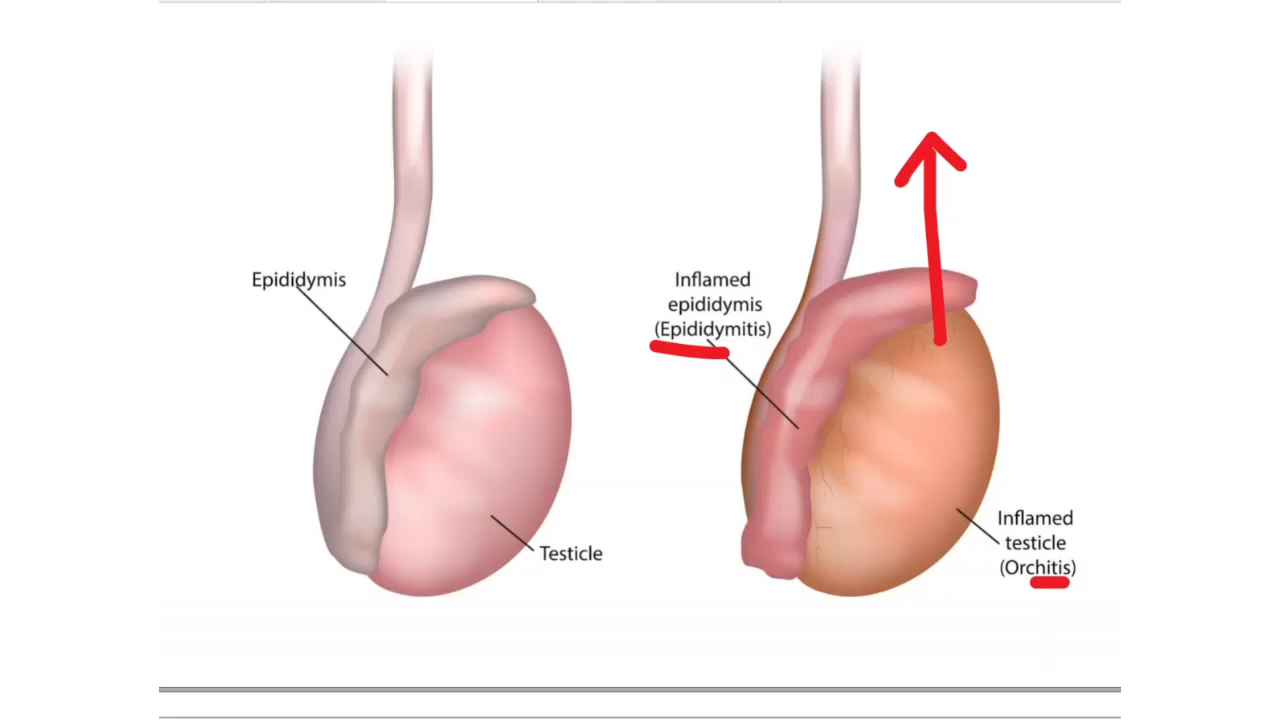 Epididymis
Testicle
Inflamed
epididymis
(Epididymitis)
Inflamed
testicle
(Orchitis)